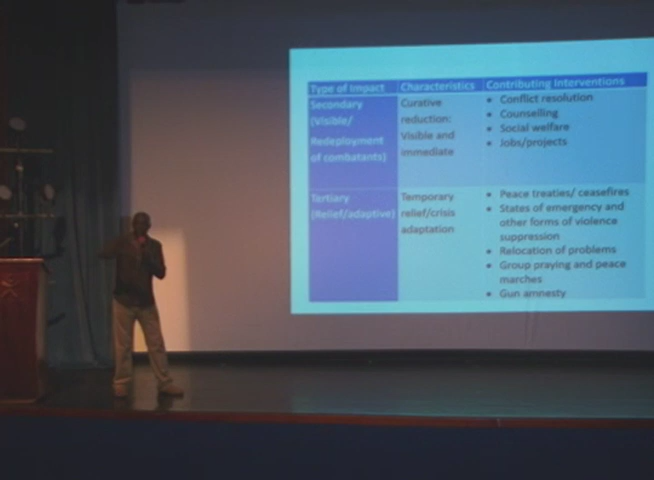 Type of Impact Characteristics Contributing Interventions
Secondary
(Visible/
Redeployment
of combatants)
Curative
reduction:
Visible and
immediate
• Conflict resolution
• Counselling
• Social welfare
• Jobs/projects
Tertiary
(Relief/adaptive)
Temporary
relief/crisis
adaptation
• Peace treaties/ ceasefires
• States of emergency and
other forms of violence
suppression
• Relocation of problems
• Group praying and peace
marches
• Gun amnesty